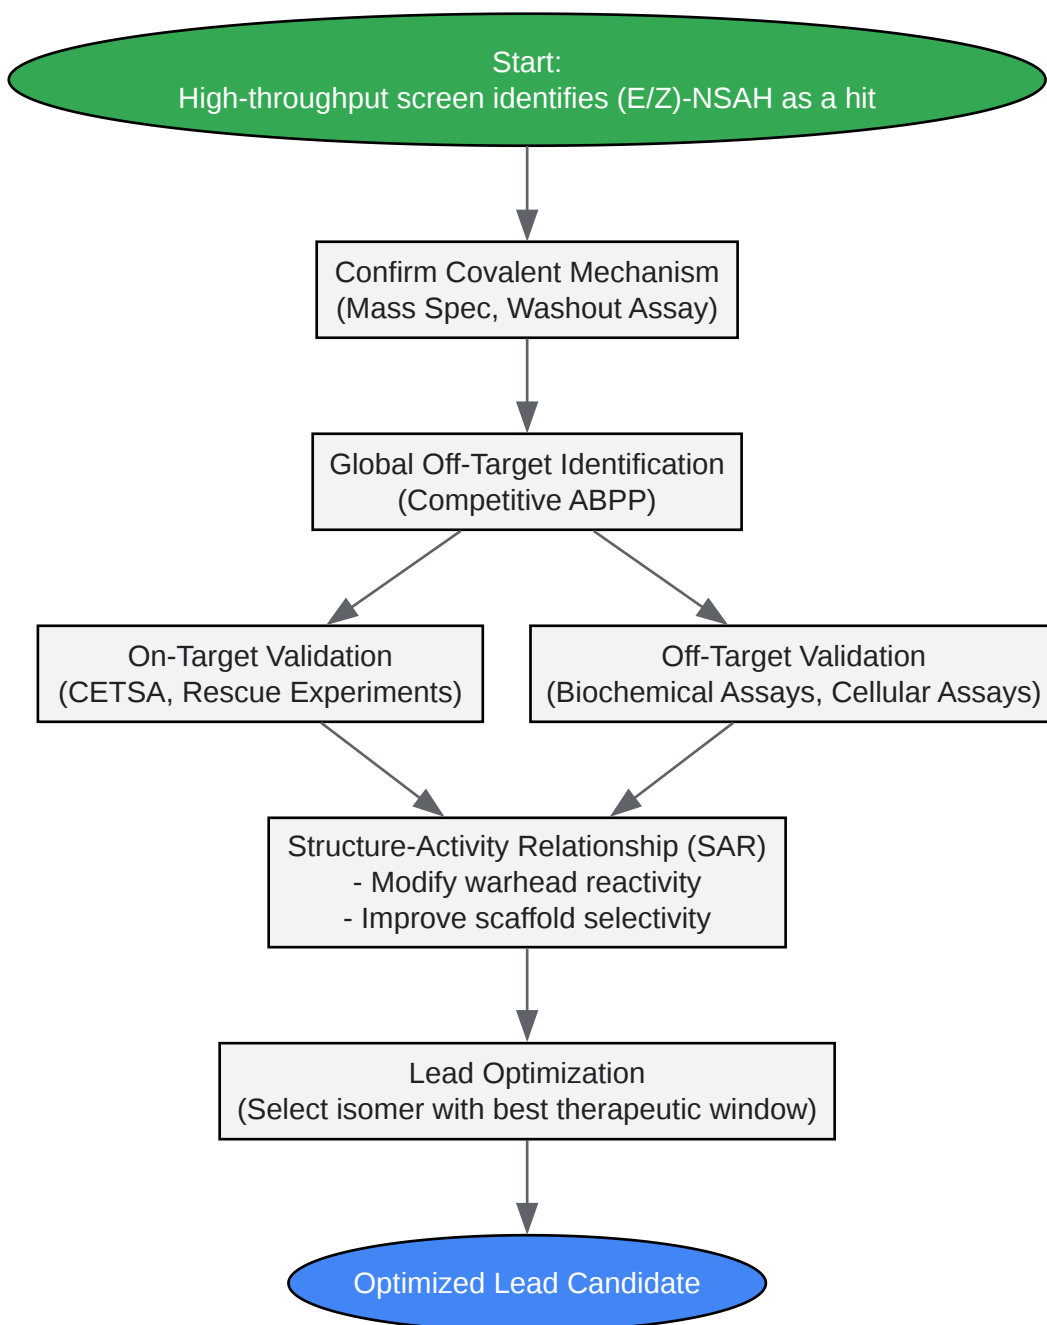 Start:
High-throughput screen identifies (E/Z)-NSAH as a hit
Confirm Covalent Mechanism
(Mass Spec, Washout Assay)
Global Off-Target Identification
(Competitive ABPP)
On-Target Validation
(CETSA, Rescue Experiments)
Off-Target Validation
(Biochemical Assays, Cellular Assays)
Structure-Activity Relationship (SAR)
- Modify warhead reactivity
- Improve scaffold selectivity
Lead Optimization
(Select isomer with best therapeutic window)
Optimized Lead Candidate